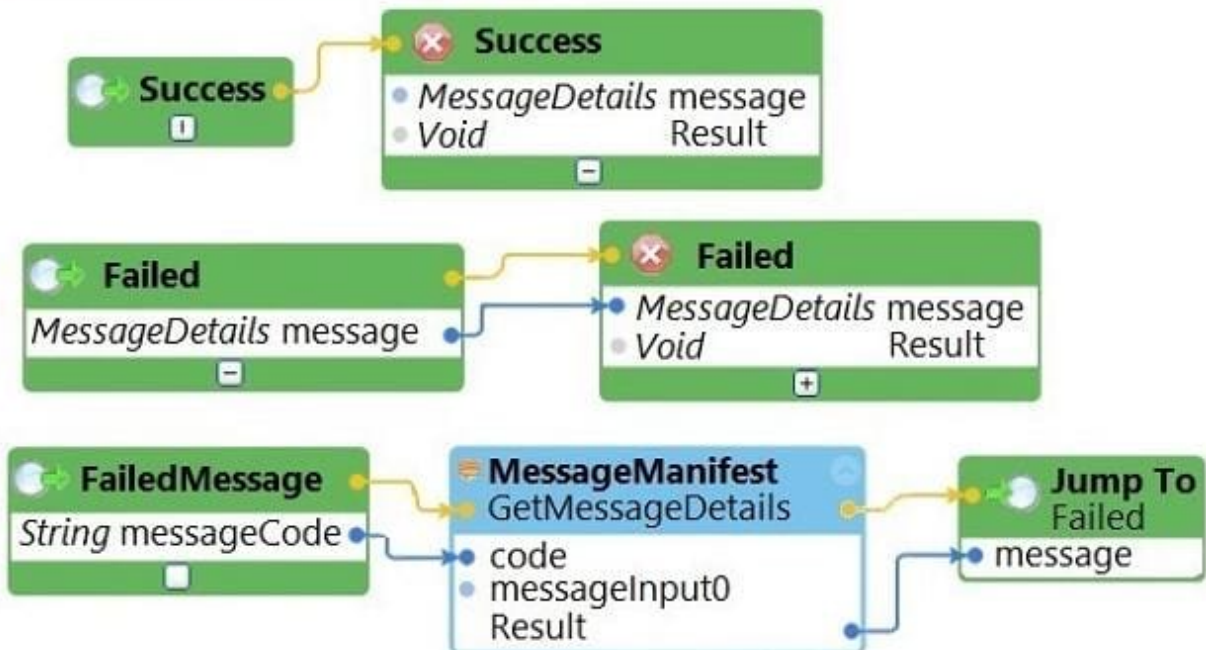 Success
Success
MessageDetails message
Void Result
Failed
MessageDetails message
Failed
MessageDetails message
Void Result
FailedMessage
String messageCode
MessageManifest
GetMessageDetails
code
messageInput0
Result
Jump To
Failed
message